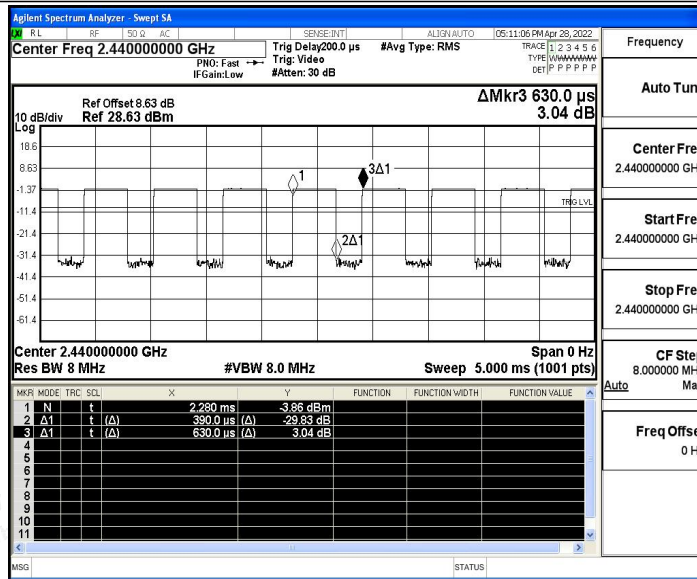 Agilent Spectrum Analyzer - Swept SA
RL RF 50 Ω AC SENSE:INT ALIGN AUTO 05:11:06 PM Apr 28, 2022
Center Freq 2.440000000 GHz
PNO: Fast
IFGain:Low
Trig Delay200.0 µs
Trig: Video
#Atten: 30 dB
#Avg Type: RMS
TRACE 1 2 3 4 5 6
TYPE
DET P P P P P P
Frequency
Auto Tun
Center Fre
2.440000000 GH
Start Fre
2.440000000 GH
Stop Fre
2.440000000 GH
CF Step
8.000000 MH
Auto Ma
Freq Offse
0 H
ΔMkr3 630.0 µs
3.04 dB
Ref Offset 8.63 dB
10 dB/div Ref 28.63 dBm
Log
18.6
8.63
-1.37
-11.4
-21.4
-31.4
-41.4
-51.4
-61.4
1
3Δ1
2Δ1
TRIG LVL
Center 2.440000000 GHz Span 0 Hz
Res BW 8 MHz #VBW 8.0 MHz Sweep 5.000 ms (1001 pts)
MKR MODE TRC SCL X Y FUNCTION FUNCTION WIDTH FUNCTION VALUE
1 N t 2.280 ms -3.86 dBm
2 Δ1 t (Δ) 390.0 µs (Δ) -29.83 dB
3 Δ1 t (Δ) 630.0 µs (Δ) 3.04 dB
4
5
6
7
8
9
10
11
MSG STATUS